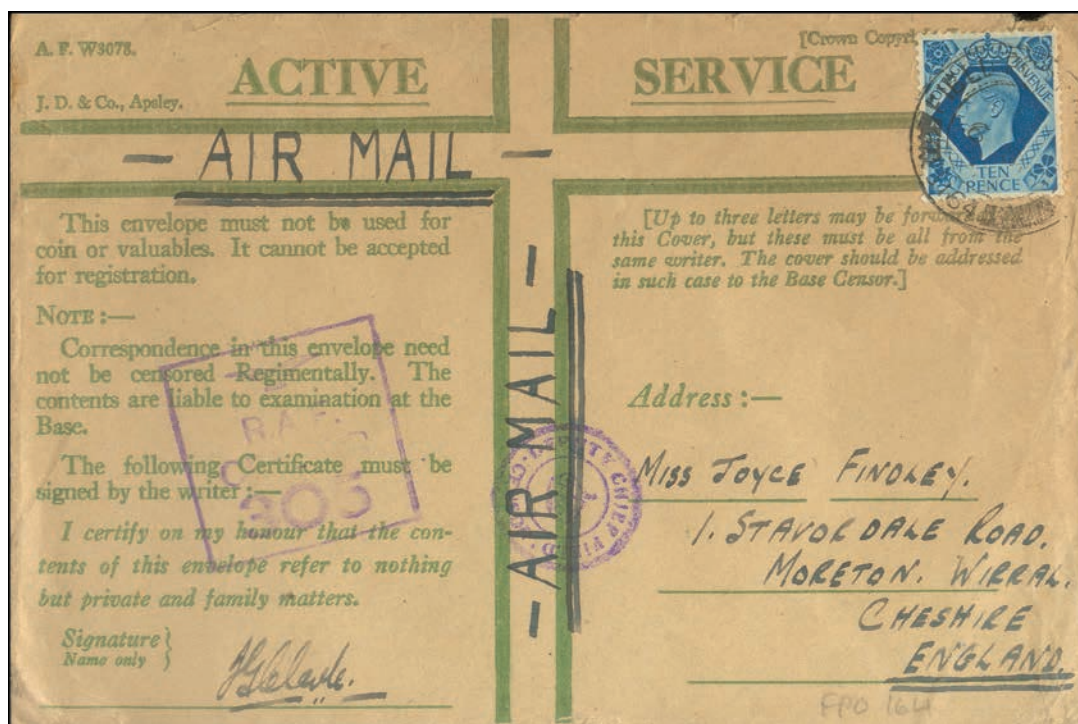 A. F. W3078.
[Crown Copyri
ACTIVE SERVICE
J. D. & Co., Apsley.
REVENUE
TEN
PENCE
164
— AIR MAIL —
This envelope must not be used for
coin or valuables. It cannot be accepted
for registration.
NOTE :—
Correspondence in this envelope need
not be censored Regimentally. The
contents are liable to examination at the
Base.
The following Certificate must be
signed by the writer :—
I certify on my honour that the con-
tents of this envelope refer to nothing
but private and family matters.
Signature }
Name only }
R.A.F.
- AIR MAIL -
CHIEF FIELD
[Up to three letters may be forwarded
this Cover, but these must be all from the
same writer. The cover should be addressed
in such case to the Base Censor.]
Address :—
MISS JOYCE FINDLEY.
1. STAVORDALE ROAD.
MORETON. WIRRAL.
CHESHIRE
ENGLAND.
FPO 164